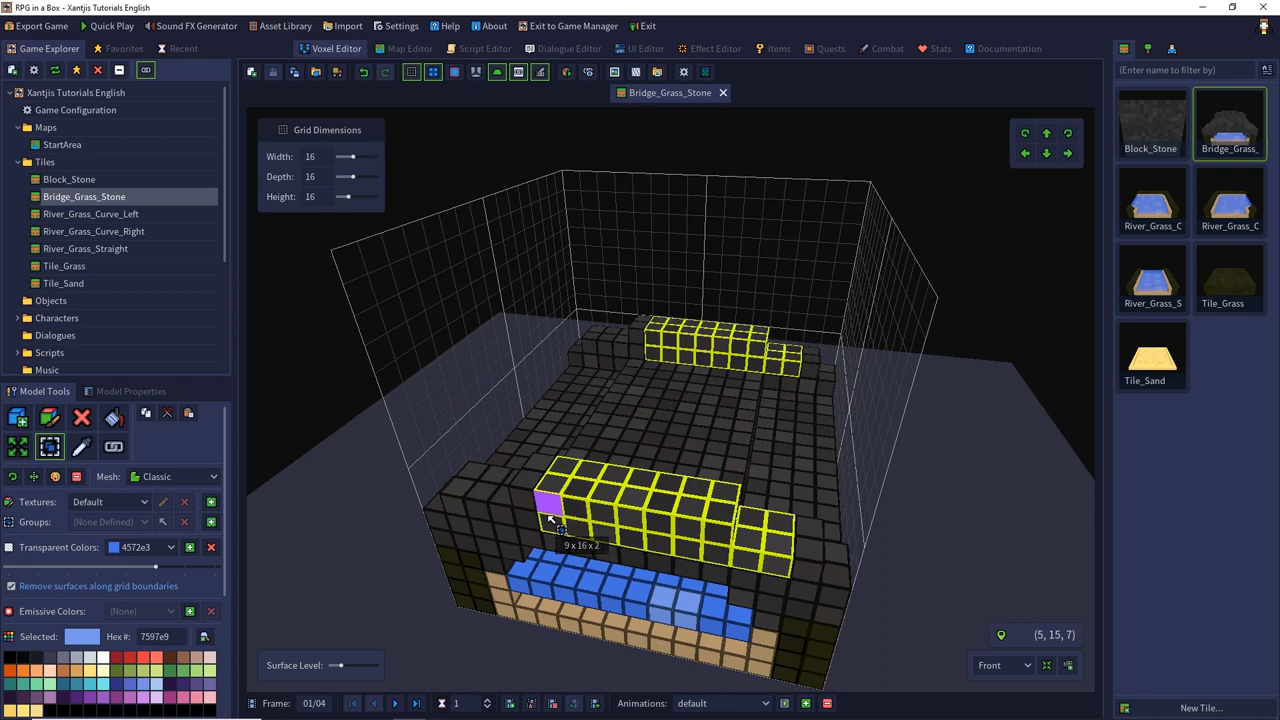 RPG in a Box — Xantjis Tutorials English
Export Game
Quick Play
Sound FX Generator
Asset Library
Import
Settings
Help
About
Exit to Game Manager
Exit
Game Explorer
Favorites
Recent
Voxel Editor
Map Editor
Script Editor
Dialogue Editor
UI Editor
Effect Editor
Items
Quests
Combat
Stats
Documentation
(Enter name to filter by)
Xantjis Tutorials English
Game Configuration
Maps
StartArea
Tiles
Block_Stone
Bridge_Grass_Stone
River_Grass_Curve_Left
River_Grass_Curve_Right
River_Grass_Straight
Tile_Grass
Tile_Sand
Objects
Characters
Dialogues
Scripts
Music
Bridge_Grass_Stone
Grid Dimensions
Width: 16
Depth: 16
Height: 16
9 x 16 x 2
(5, 15, 7)
Front
Surface Level:
Block_Stone
Bridge_Grass_
River_Grass_C
River_Grass_C
River_Grass_S
Tile_Grass
Tile_Sand
Model Tools
Model Properties
Mesh: Classic
Textures: Default
Groups: (None Defined)
Transparent Colors: 4572e3
Remove surfaces along grid boundaries
Emissive Colors: (None)
Selected:
Hex #: 7597e9
Frame: 01/04
1
Animations: default
New Tile...